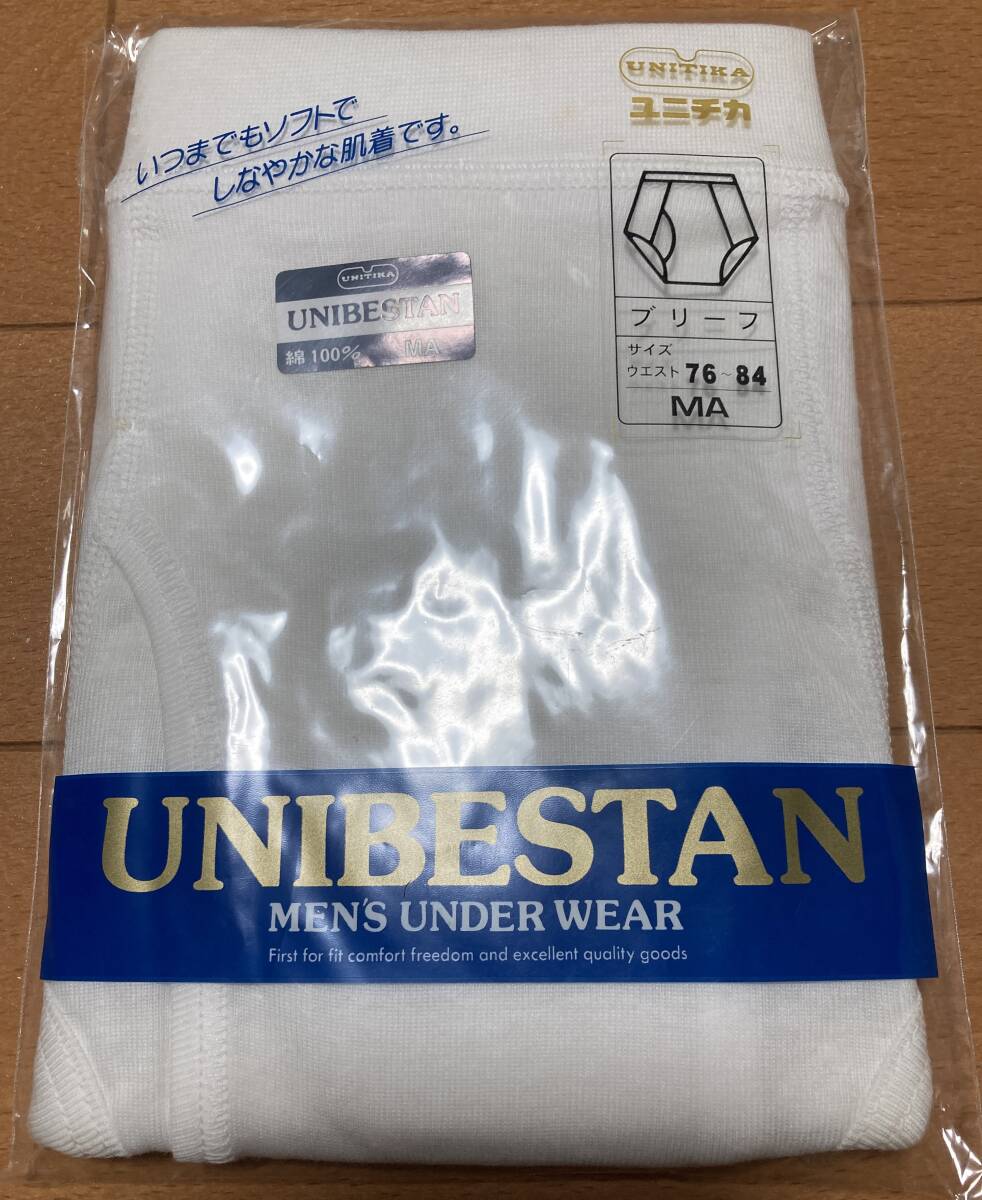 UNITIKA
ユニチカ
いつまでもソフトで
しなやかな肌着です。
ブリーフ
サイズ
ウエスト 76~84
MA
UNITIKA
UNIBESTAN
綿 100% MA
UNIBESTAN
MEN'S UNDER WEAR
First for fit comfort freedom and excellent quality goods